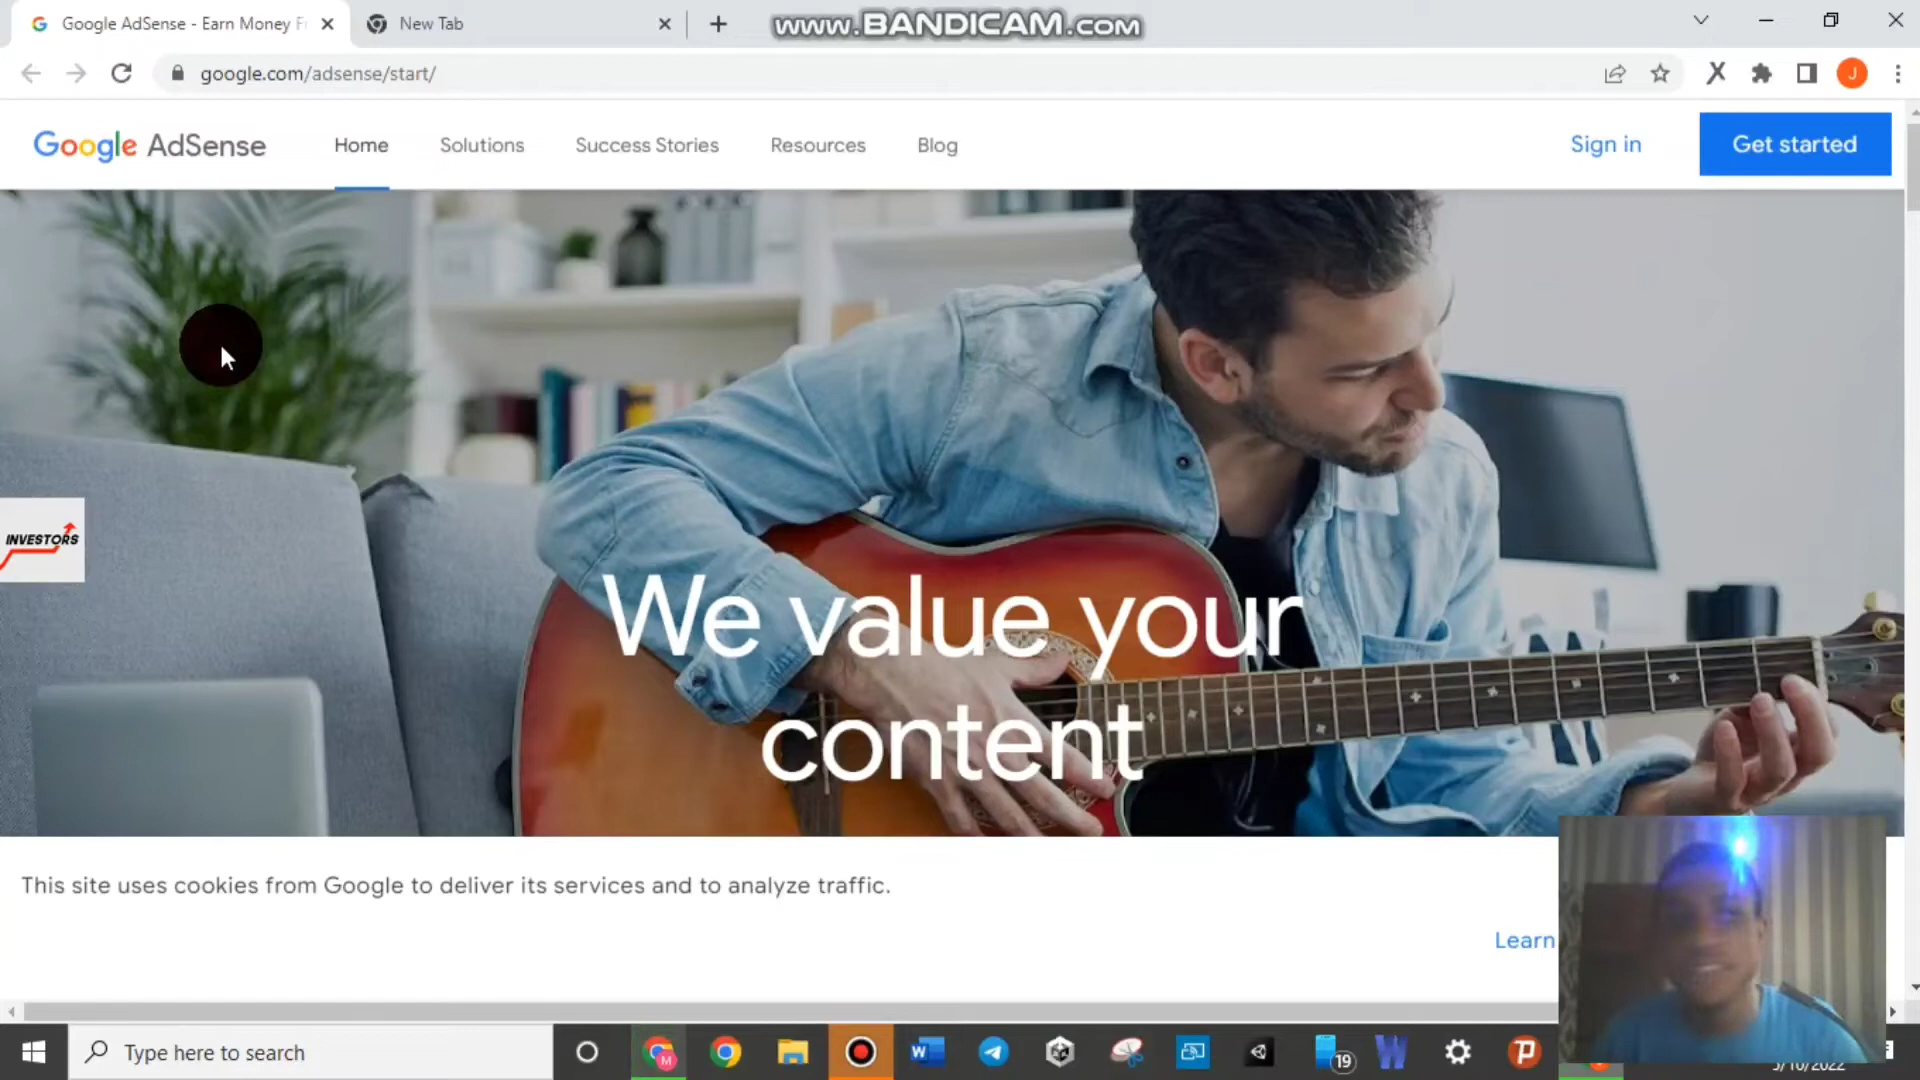 Google AdSense - Earn Money Fr
New Tab
www.BANDICAM.com
google.com/adsense/start/
J
Google AdSense
Home
Solutions
Success Stories
Resources
Blog
Sign in
Get started
INVESTORS
We value your
content
This site uses cookies from Google to deliver its services and to analyze traffic.
Learn
Type here to search
M
19